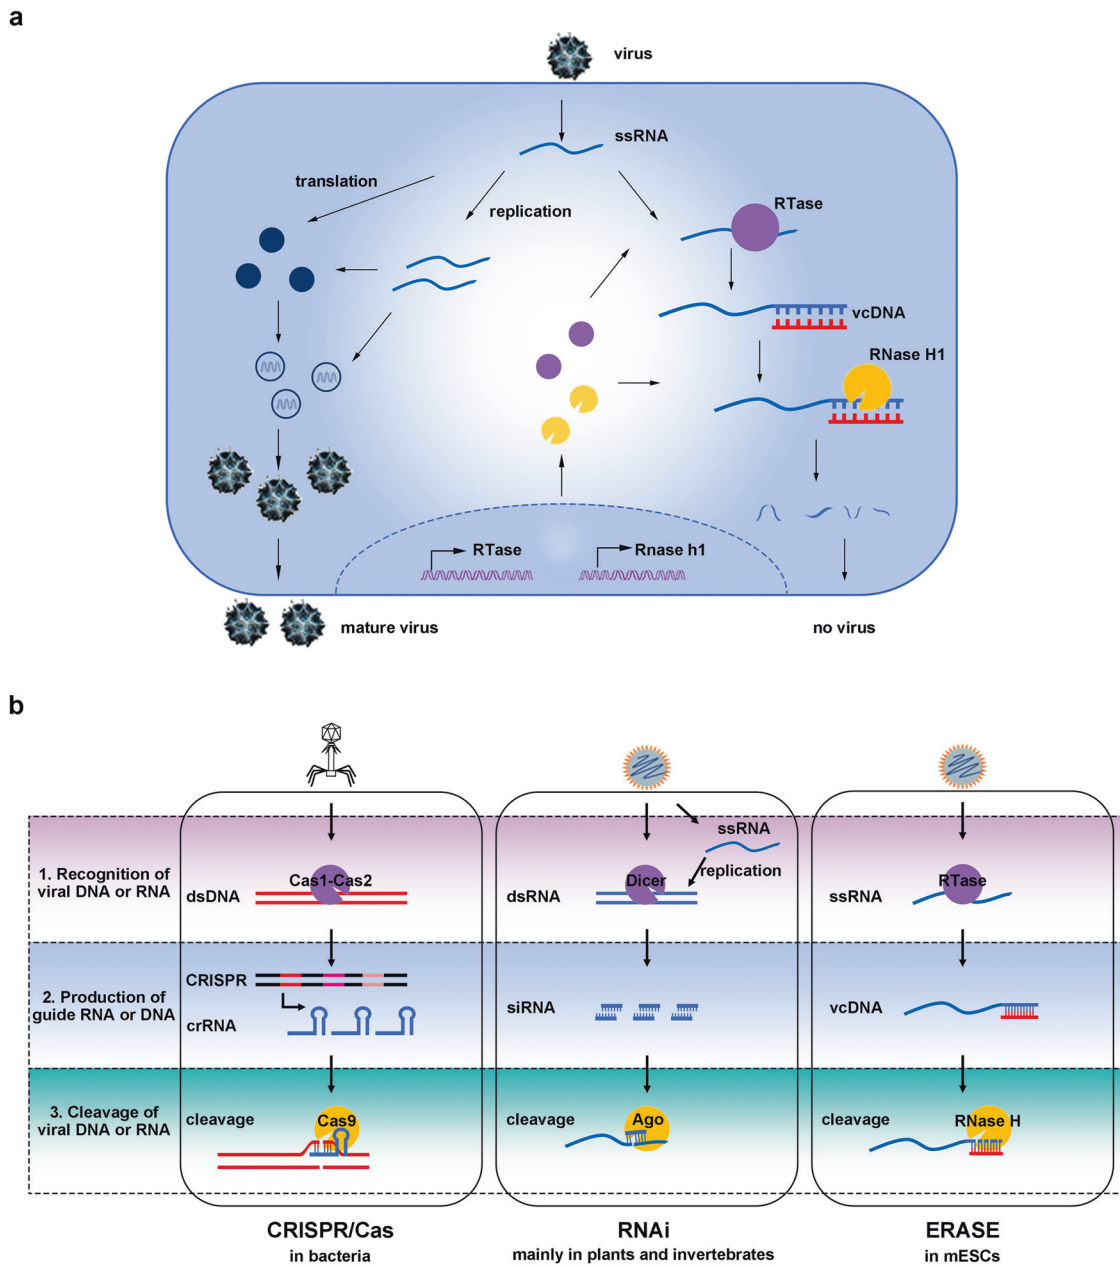 a
virus
ssRNA
translation
replication
RTase
vcDNA
RNase H1
RTase
Rnase h1
mature virus
no virus
b
1. Recognition of
viral DNA or RNA
dsDNA
Cas1-Cas2
dsRNA
Dicer
ssRNA
replication
ssRNA
RTase
2. Production of
guide RNA or DNA
CRISPR
crRNA
siRNA
vcDNA
3. Cleavage of
viral DNA or RNA
cleavage
Cas9
cleavage
Ago
cleavage
RNase H
CRISPR/Cas
in bacteria
RNAi
mainly in plants and invertebrates
ERASE
in mESCs